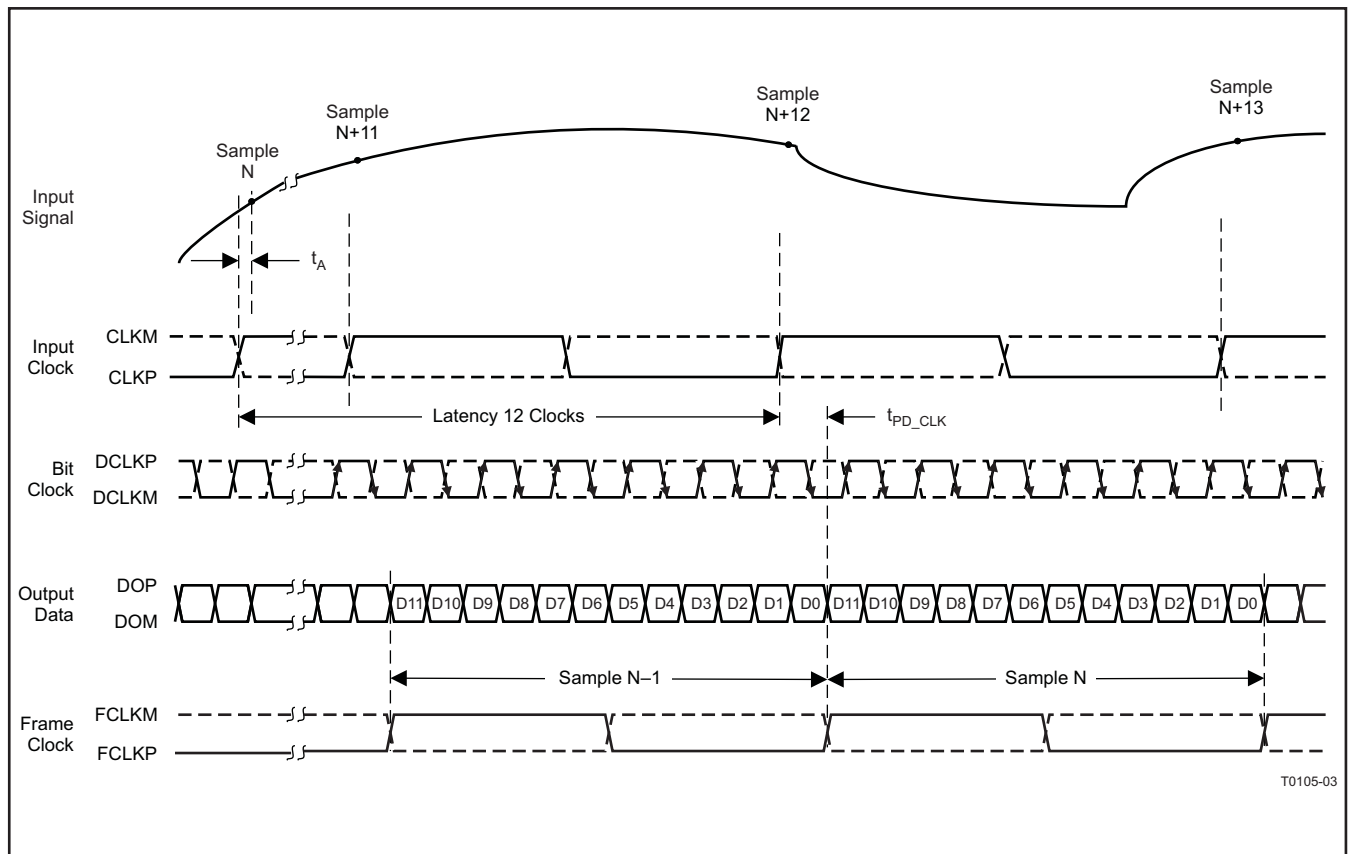 Sample
N
Sample
N+11
Sample
N+12
Sample
N+13
Input
Signal
tA
Input
Clock
CLKM
CLKP
Latency 12 Clocks
tPD_CLK
Bit
Clock
DCLKP
DCLKM
Output
Data
DOP
DOM
D11 D10 D9 D8 D7 D6 D5 D4 D3 D2 D1 D0 D11 D10 D9 D8 D7 D6 D5 D4 D3 D2 D1 D0
Sample N–1
Sample N
Frame
Clock
FCLKM
FCLKP
T0105-03